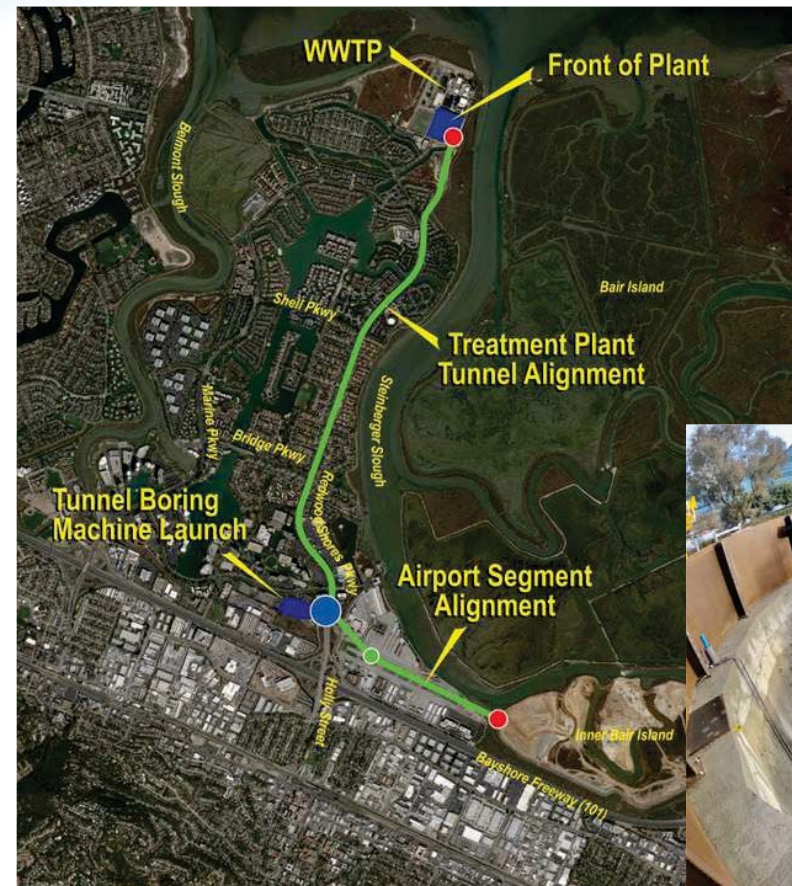 WWTP
Front of Plant
Belmont Slough
Bair Island
Shell Pkwy
Treatment Plant
Tunnel Alignment
Steinberger Slough
Marine Pkwy
Bridge Pkwy
Redwood Shores Pkwy
Tunnel Boring
Machine Launch
Airport Segment
Alignment
Holly Street
Inner Bair Island
Bayshore Freeway (101)